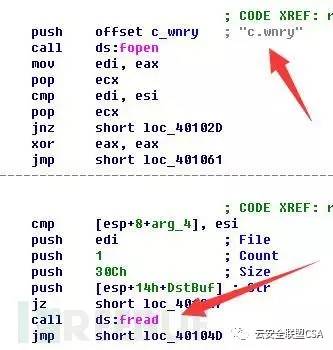 ; CODE XREF: r
push offset c_wnry ; "c.wnry"
call ds:fopen
mov edi, eax
pop ecx
cmp edi, esi
pop ecx
jnz short loc_40102D
xor eax, eax
jmp short loc_401061
; CODE XREF: r
cmp [esp+8+arg_4], esi
push edi ; File
push 1 ; Count
push 30Ch ; Size
push [esp+14h+DstBuf] ; Str
jz short
call ds:fread
jmp short loc_40104D
云安全联盟CSA